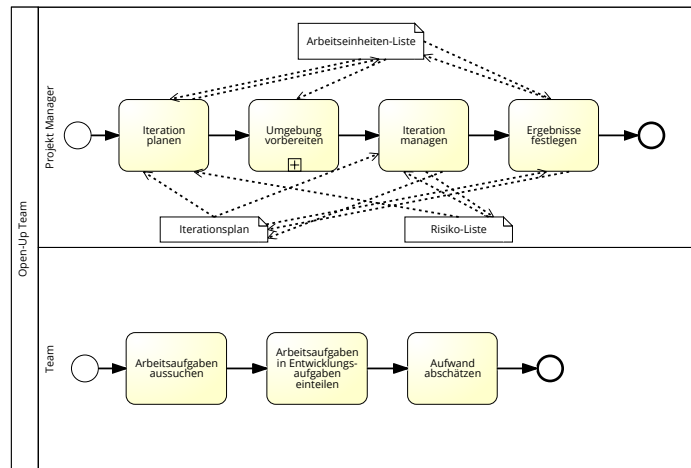 Open-Up Team
Projekt Manager
Arbeitseinheiten-Liste
Iteration
planen
Umgebung
vorbereiten
Iteration
managen
Ergebnisse
festlegen
Iterationsplan
Risiko-Liste
Team
Arbeitsaufgaben
aussuchen
Arbeitsaufgaben
in Entwicklungs-
aufgaben
einteilen
Aufwand
abschätzen